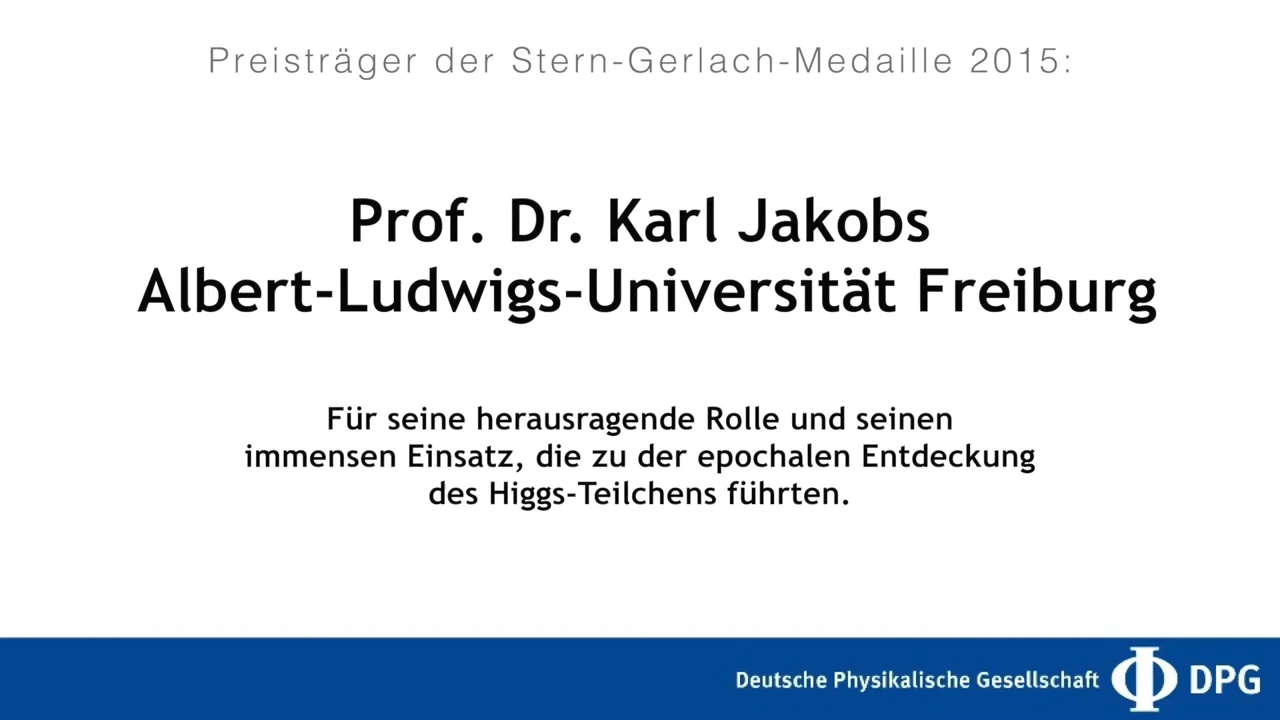 Preisträger der Stern-Gerlach-Medaille 2015:
Prof. Dr. Karl Jakobs
Albert-Ludwigs-Universität Freiburg
Für seine herausragende Rolle und seinen
immensen Einsatz, die zu der epochalen Entdeckung
des Higgs-Teilchens führten.
Deutsche Physikalische Gesellschaft DPG